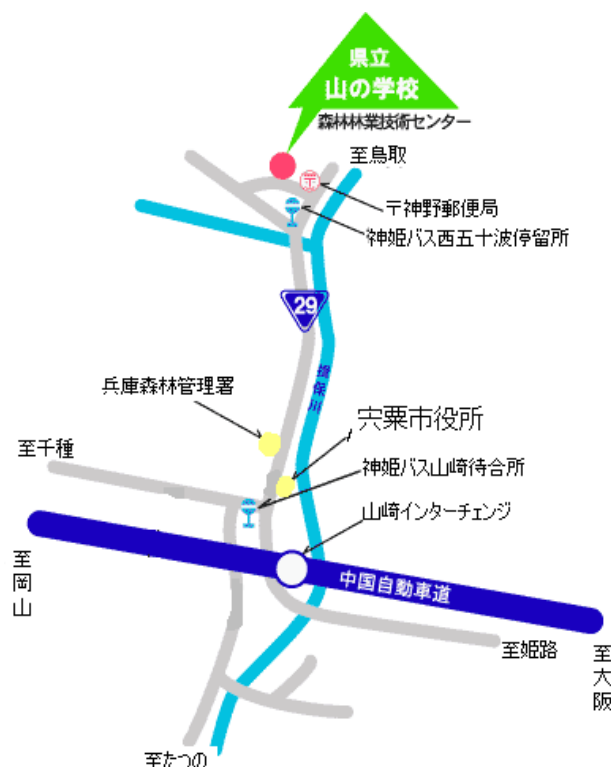 県立
山の学校
森林林業技術センター
至鳥取
〒神野郵便局
神姫バス西五十波停留所
29
揖保川
兵庫森林管理署
宍粟市役所
至千種
神姫バス山崎待合所
山崎インターチェンジ
至岡山
中国自動車道
至姫路
至大阪
至たつの